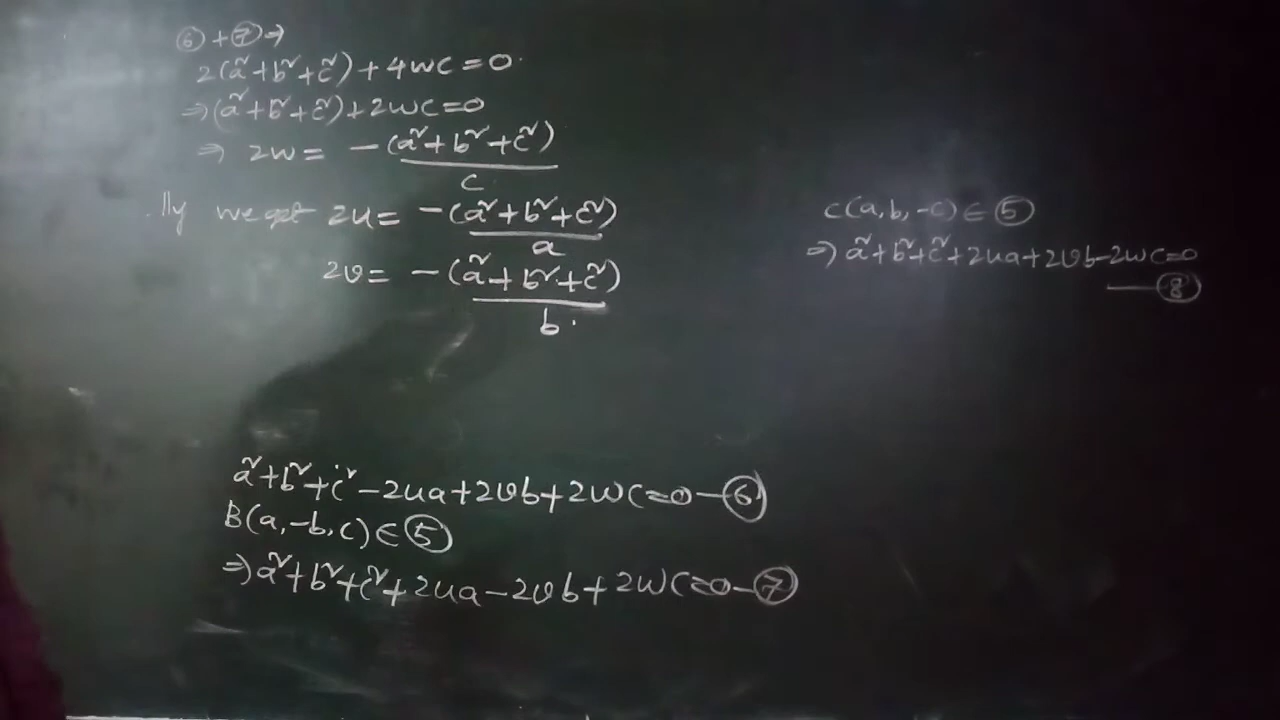 ⑥ + ⑦ ⇒
2(a² + b² + c²) + 4wc = 0.
⇒ (a² + b² + c²) + 2wc = 0
⇒ 2w = -(a² + b² + c²)
c
lly we get 2u = -(a² + b² + c²)
a
2v = -(a² + b² + c²)
b.
C(a, b, -c) ∈ ⑤
⇒ a² + b² + c² + 2ua + 2vb - 2wc = 0
— ⑧
a² + b² + c² - 2ua + 2vb + 2wc = 0 — ⑥
B(a, -b, c) ∈ ⑤
⇒ a² + b² + c² + 2ua - 2vb + 2wc = 0 — ⑦